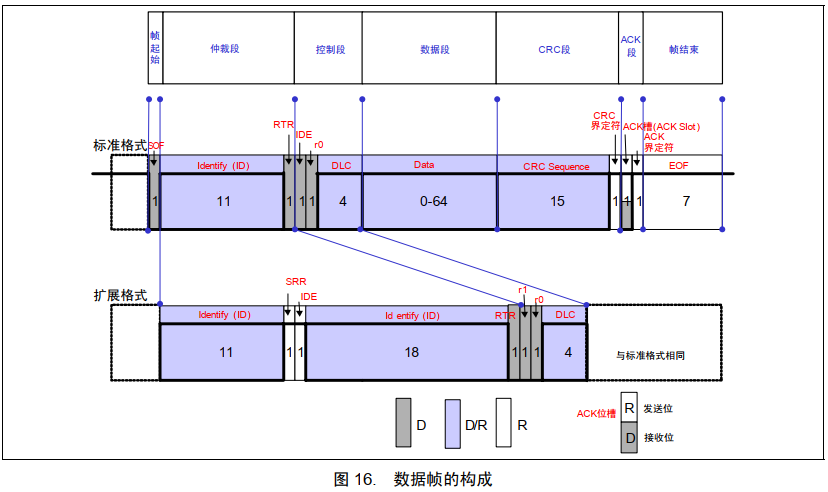 帧起始
仲裁段
控制段
数据段
CRC段
ACK段
帧结束
RTR
IDE
r0
CRC
界定符
ACK槽(ACK Slot)
ACK
界定符
标准格式
SOF
Identify (ID)
DLC
Data
CRC Sequence
EOF
1
11
1
1
1
4
0-64
15
1
1
1
7
扩展格式
SRR
IDE
r1
r0
Identify (ID)
Id entify (ID)
RTR
DLC
11
1
1
18
1
1
1
4
与标准格式相同
D
D/R
R
ACK位槽
R 发送位
D 接收位
图 16. 数据帧的构成